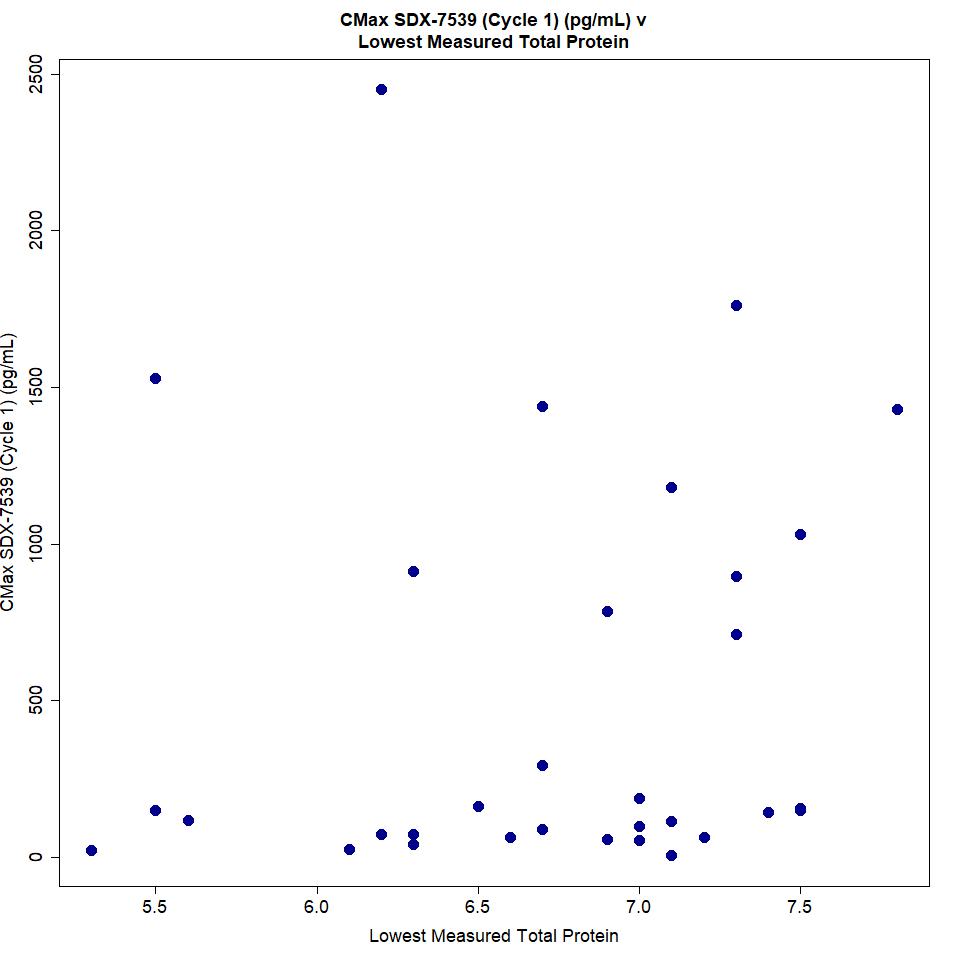 CMax SDX-7539 (Cycle 1) (pg/mL) v
Lowest Measured Total Protein
2500
2000
1500
1000
500
0
CMax SDX-7539 (Cycle 1) (pg/mL)
5.5 6.0 6.5 7.0 7.5
Lowest Measured Total Protein